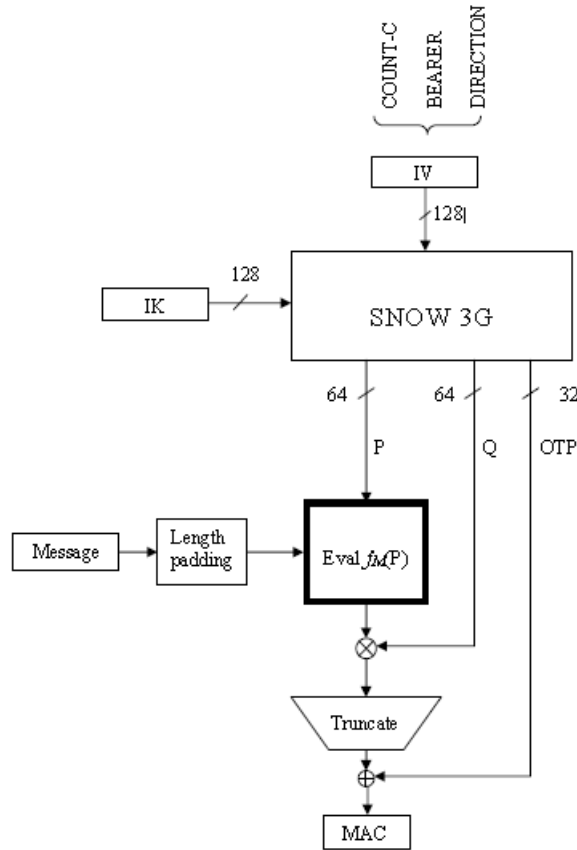 COUNT-C
BEARER
DIRECTION
IV
128|
128
IK
SNOW 3G
64
64
32
P
Q
OTP
Message
Length
padding
Eval fM(P)
Truncate
MAC